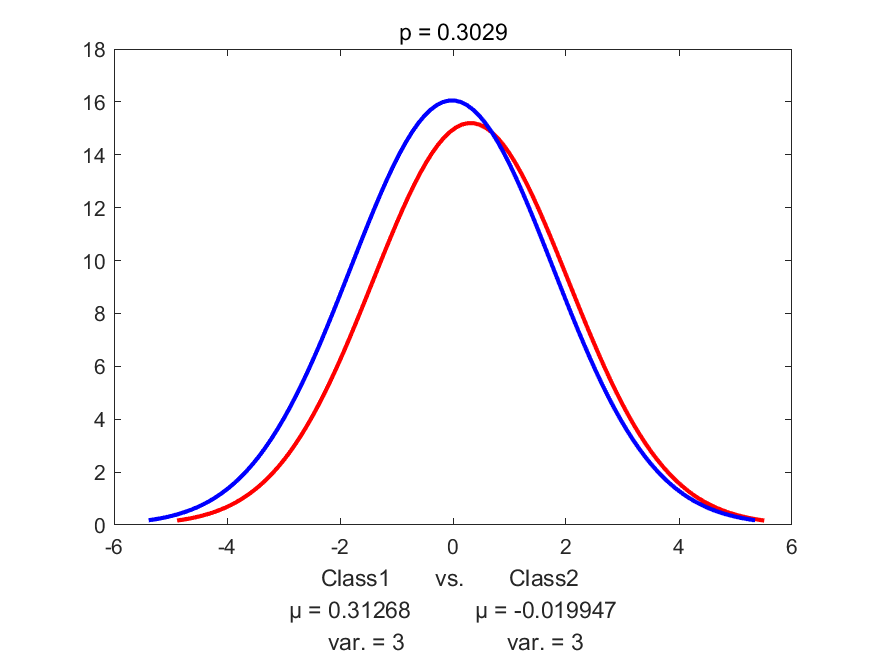 p = 0.3029
18
16
14
12
10
8
6
4
2
0
-6 -4 -2 0 2 4 6
Class1 vs. Class2
μ = 0.31268 μ = -0.019947
var. = 3 var. = 3